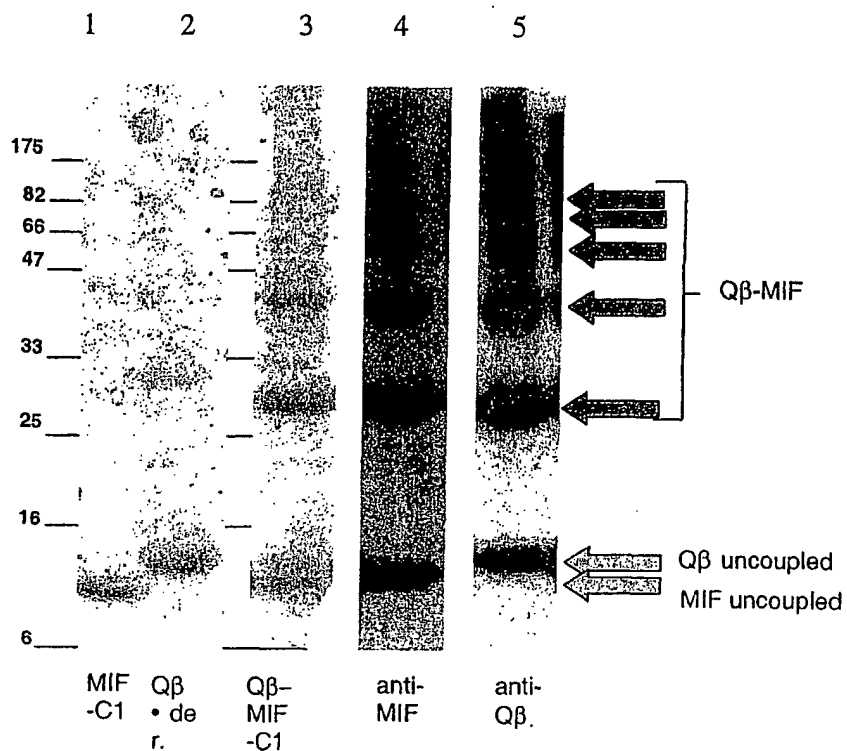 1 2 3 4 5
175
82
66
47
Qβ-MIF
33
25
16
Qβ uncoupled
MIF uncoupled
6
MIF Qβ Qβ– anti- anti-
-C1 • de MIF MIF Qβ.
r. -C1